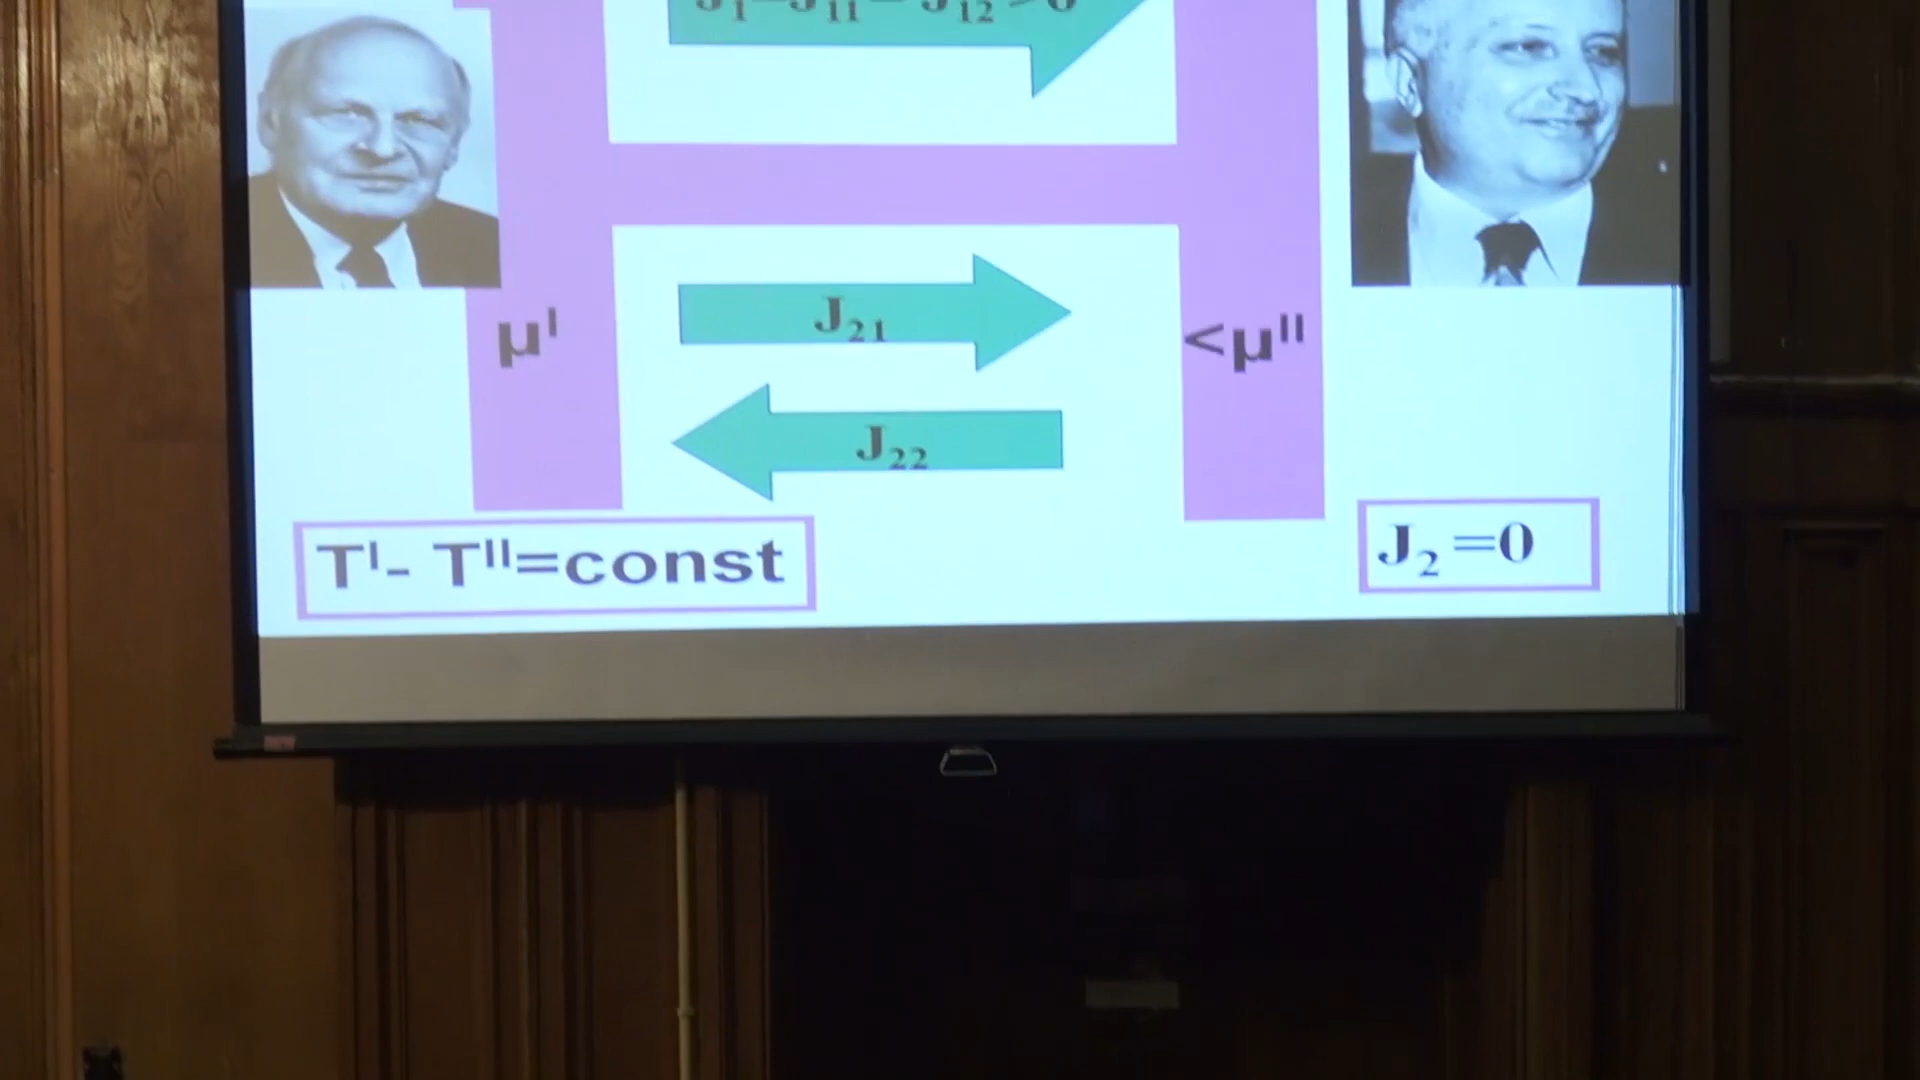 J₁=J₁₁ – J₁₂ >0
J₂₁
μᴵ
<μᴵᴵ
J₂₂
Tᴵ- Tᴵᴵ=const
J₂ =0